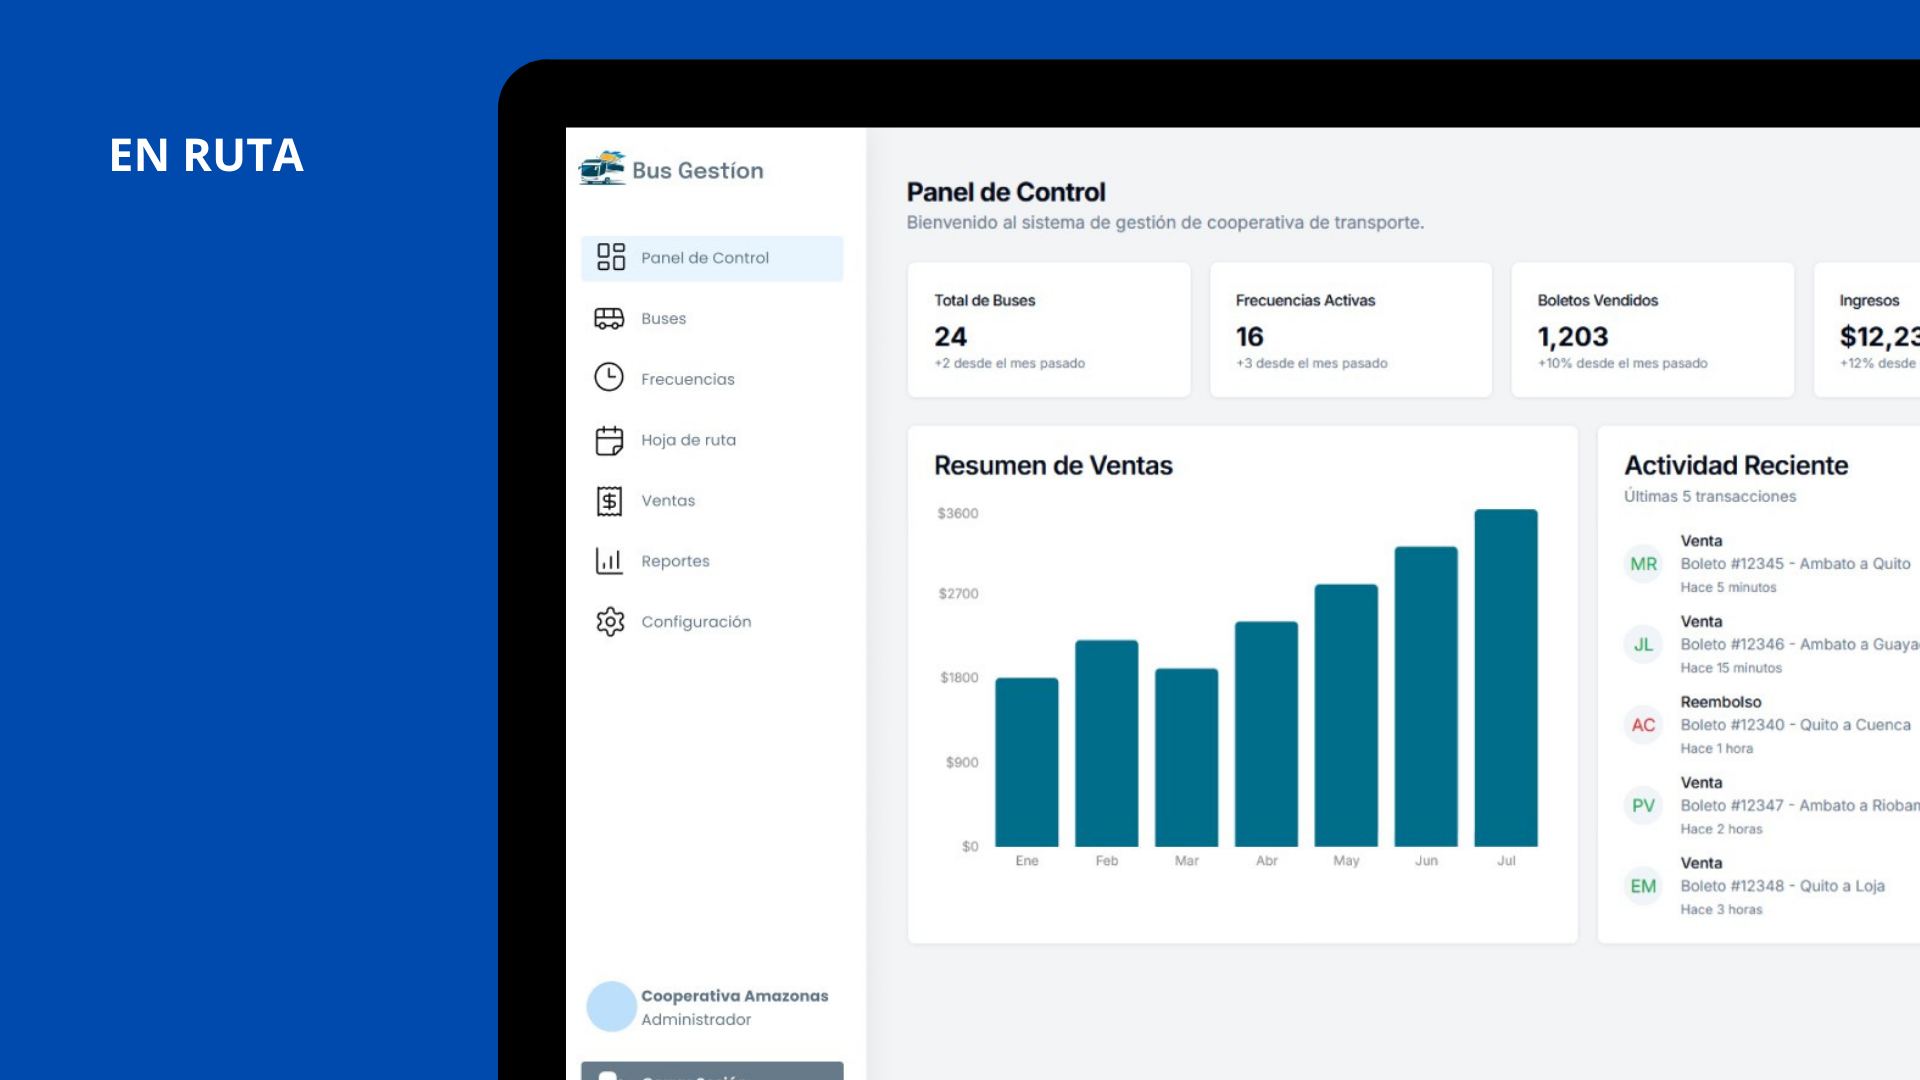 EN RUTA
Bus Gestíon
Panel de Control
Buses
Frecuencias
Hoja de ruta
Ventas
Reportes
Configuración
Cooperativa Amazonas
Administrador
Panel de Control
Bienvenido al sistema de gestión de cooperativa de transporte.
Total de Buses
24
+2 desde el mes pasado
Frecuencias Activas
16
+3 desde el mes pasado
Boletos Vendidos
1,203
+10% desde el mes pasado
Ingresos
$12,23
+12% desde
Resumen de Ventas
$3600
$2700
$1800
$900
$0
Ene Feb Mar Abr May Jun Jul
Actividad Reciente
Últimas 5 transacciones
MR
Venta
Boleto #12345 - Ambato a Quito
Hace 5 minutos
JL
Venta
Boleto #12346 - Ambato a Guaya
Hace 15 minutos
AC
Reembolso
Boleto #12340 - Quito a Cuenca
Hace 1 hora
PV
Venta
Boleto #12347 - Ambato a Rioba
Hace 2 horas
EM
Venta
Boleto #12348 - Quito a Loja
Hace 3 horas